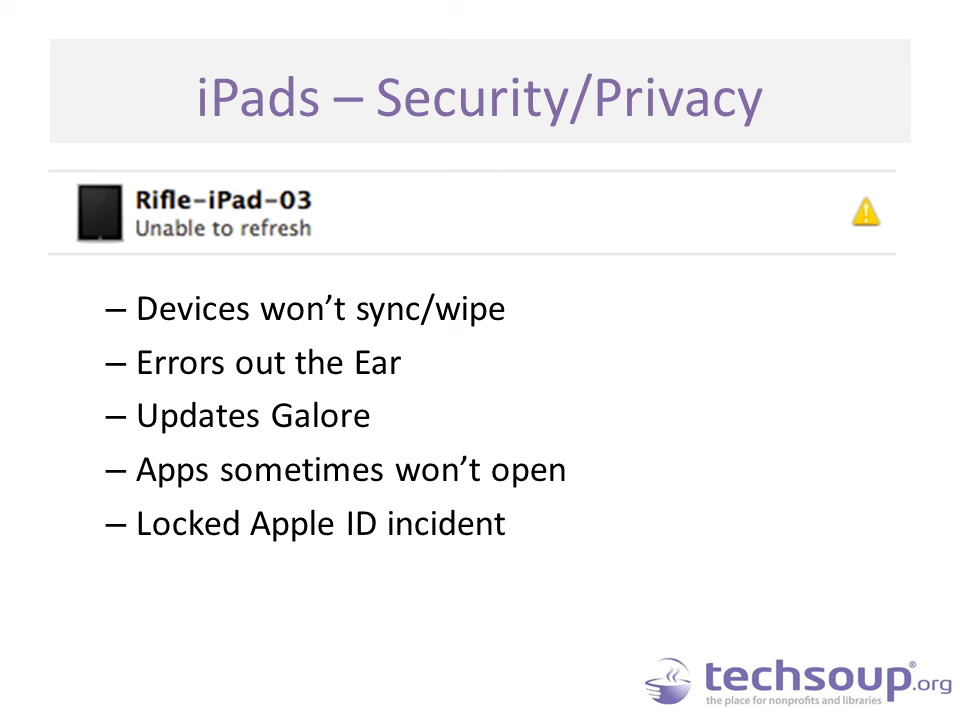 iPads – Security/Privacy
Rifle-iPad-03
Unable to refresh
– Devices won’t sync/wipe
– Errors out the Ear
– Updates Galore
– Apps sometimes won’t open
– Locked Apple ID incident
techsoup®.org
the place for nonprofits and libraries